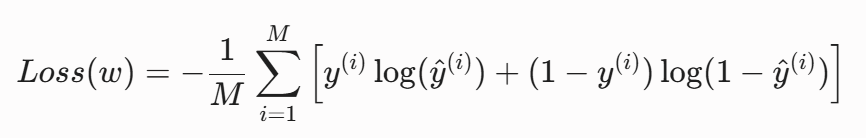 Loss(w) = -\frac{1}{M} \sum_{i=1}^{M} \left[ y^{(i)} \log(\hat{y}^{(i)}) + (1 - y^{(i)}) \log(1 - \hat{y}^{(i)}) \right]